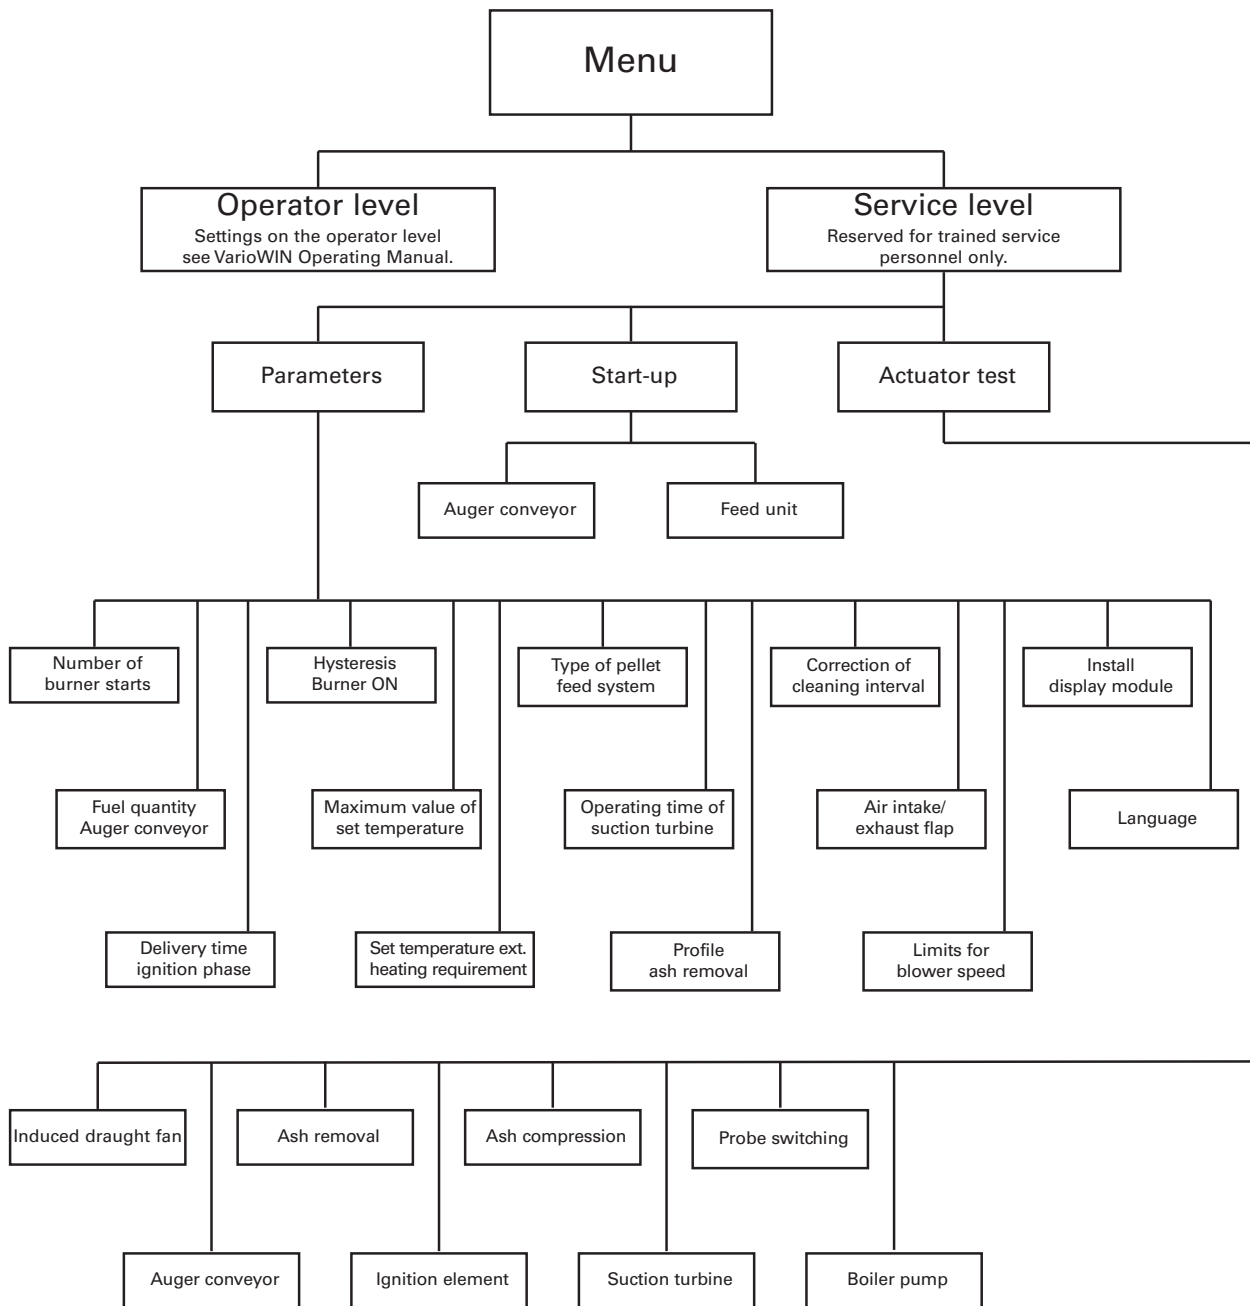 Menu
Operator level
Settings on the operator level
see VarioWIN Operating Manual.
Service level
Reserved for trained service
personnel only.
Parameters
Start-up
Actuator test
Auger conveyor
Feed unit
Number of
burner starts
Hysteresis
Burner ON
Type of pellet
feed system
Correction of
cleaning interval
Install
display module
Fuel quantity
Auger conveyor
Maximum value of
set temperature
Operating time of
suction turbine
Air intake/
exhaust flap
Language
Delivery time
ignition phase
Set temperature ext.
heating requirement
Profile
ash removal
Limits for
blower speed
Induced draught fan
Ash removal
Ash compression
Probe switching
Auger conveyor
Ignition element
Suction turbine
Boiler pump